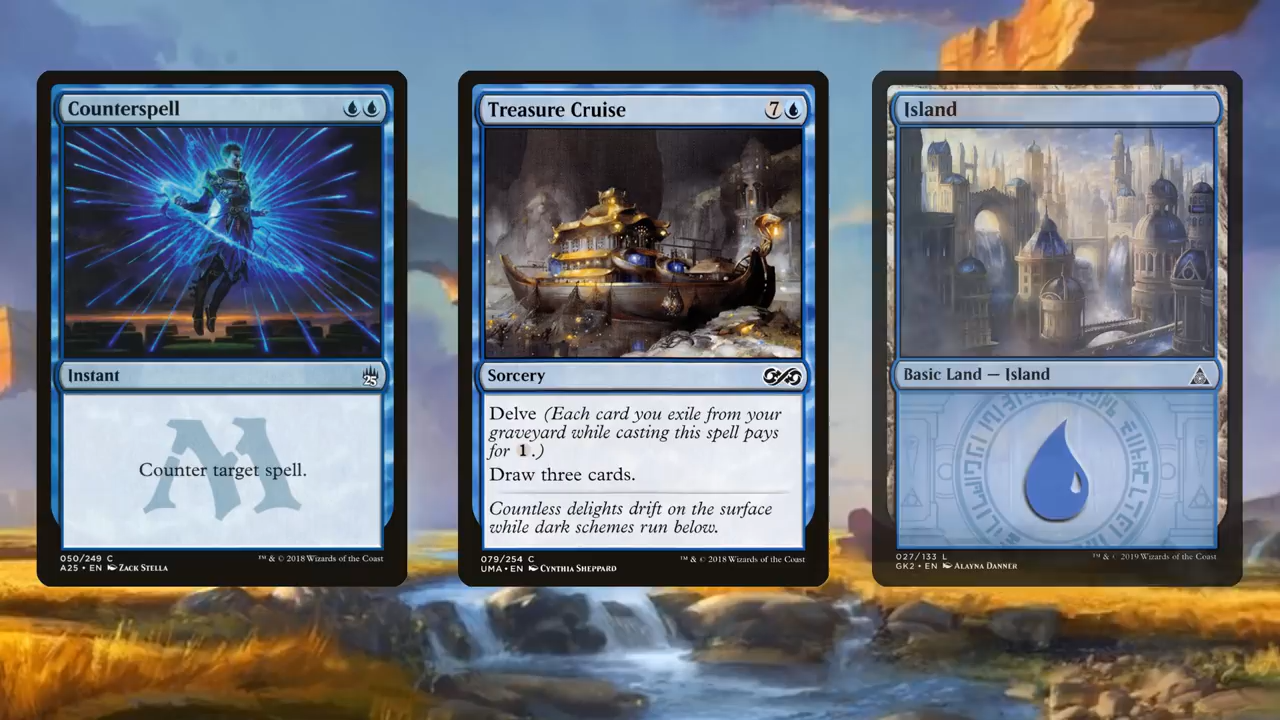 Counterspell
Instant
25
Counter target spell.
050/249 C
A25 • EN ZACK STELLA
™ & © 2018 Wizards of the Coast
Treasure Cruise
7
Sorcery
Delve (Each card you exile from your
graveyard while casting this spell pays
for 1.)
Draw three cards.
Countless delights drift on the surface
while dark schemes run below.
079/254 C
UMA • EN CYNTHIA SHEPPARD
™ & © 2018 Wizards of the Coast
Island
Basic Land — Island
027/133 L
GK2 • EN ALAYNA DANNER
™ & © 2019 Wizards of the Coast